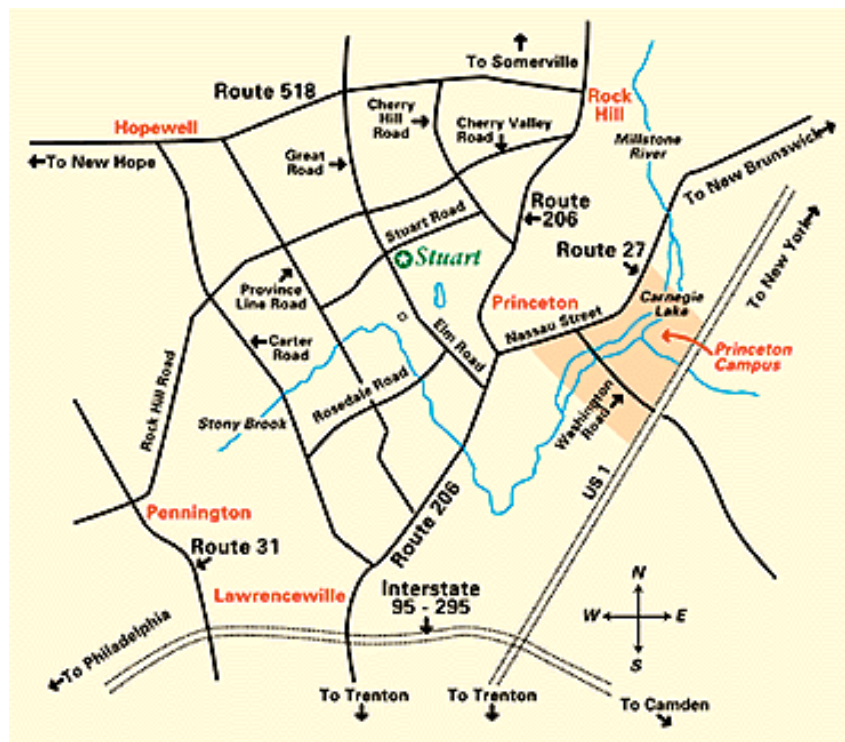 To Somerville
Route 518
Rock
Hill
Cherry
Hill
Road
Cherry Valley
Road
Hopewell
Millstone
River
To New Hope
Great
Road
To New Brunswick
Stuart Road
Route
206
Route 27
Stuart
To New York
Province
Line Road
Princeton
Carnegie
Lake
Nassau Street
Elm Road
Carter
Road
Princeton
Campus
Rock Hill Road
Rosedale Road
Stony Brook
Washington
Road
US 1
Pennington
Route 206
Route 31
Lawrencewille
Interstate
95 - 295
N
W
E
S
To Philadelphia
To Trenton
To Trenton
To Camden